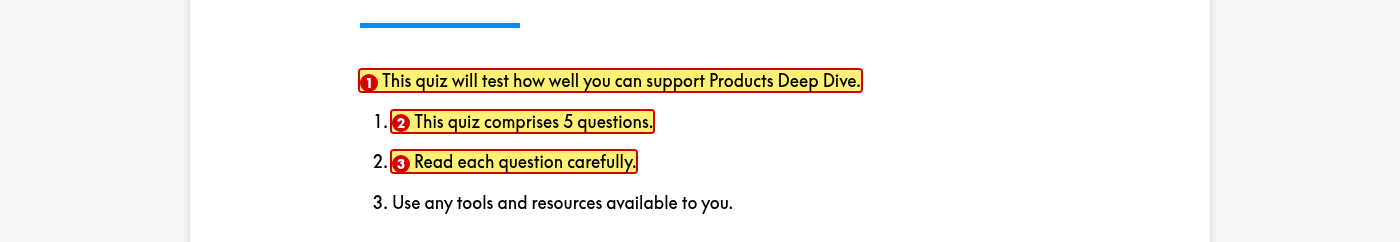 1 This quiz will test how well you can support Products Deep Dive.
1. 2 This quiz comprises 5 questions.
2. 3 Read each question carefully.
3. Use any tools and resources available to you.